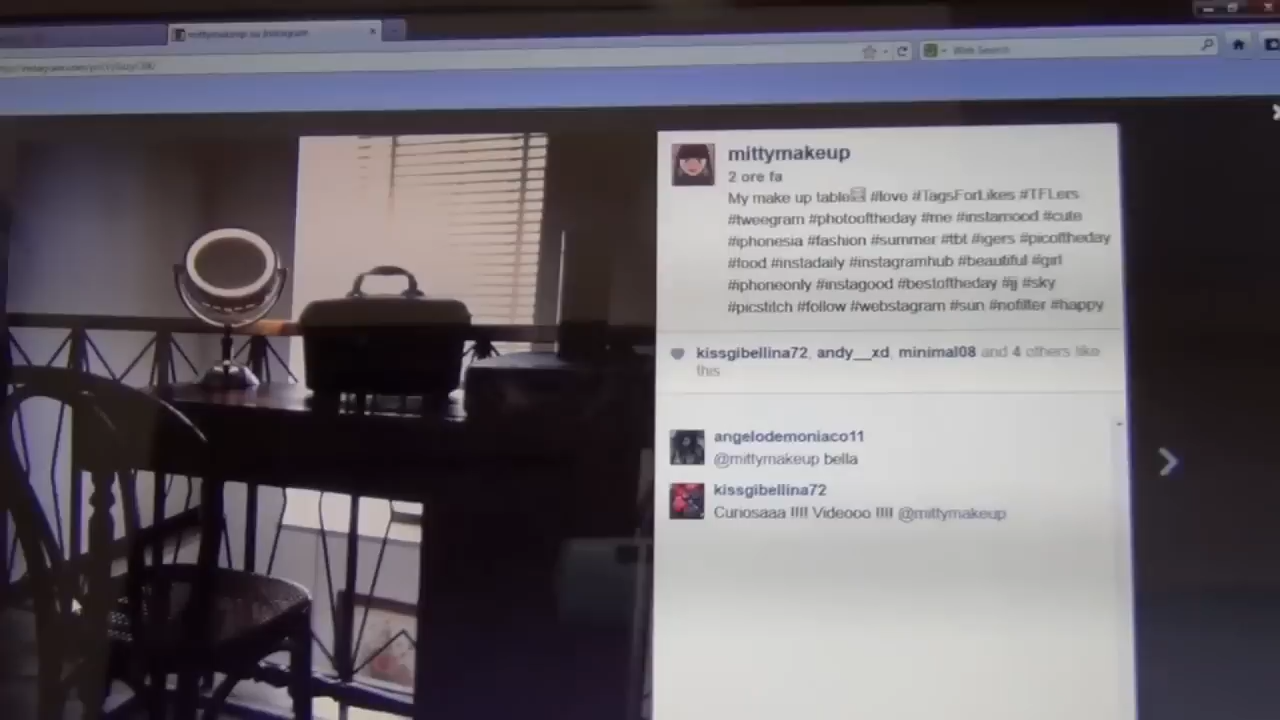 mittymakeup su Instagram
Web Search
mittymakeup
2 ore fa
My make up table #love #TagsForLikes #TFLers
#tweegram #photooftheday #me #instamood #cute
#iphonesia #fashion #summer #tbt #igers #picoftheday
#food #instadaily #instagramhub #beautiful #girl
#iphoneonly #instagood #bestoftheday #jj #sky
#picstitch #follow #webstagram #sun #nofilter #happy
kissgibellina72, andy__xd, minimal08 and 4 others like
this
angelodemoniaco11
@mittymakeup bella
kissgibellina72
Curiosaaa !!!! Videooo !!!! @mittymakeup